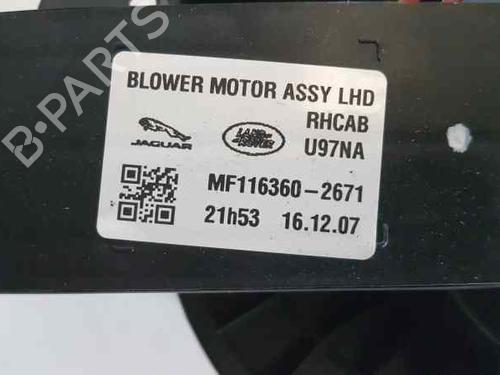 BLOWER MOTOR ASSY LHD
RHCAB
JAGUAR
LAND ROVER
U97NA
MF116360-2671
21h53 16.12.07
B-PARTS